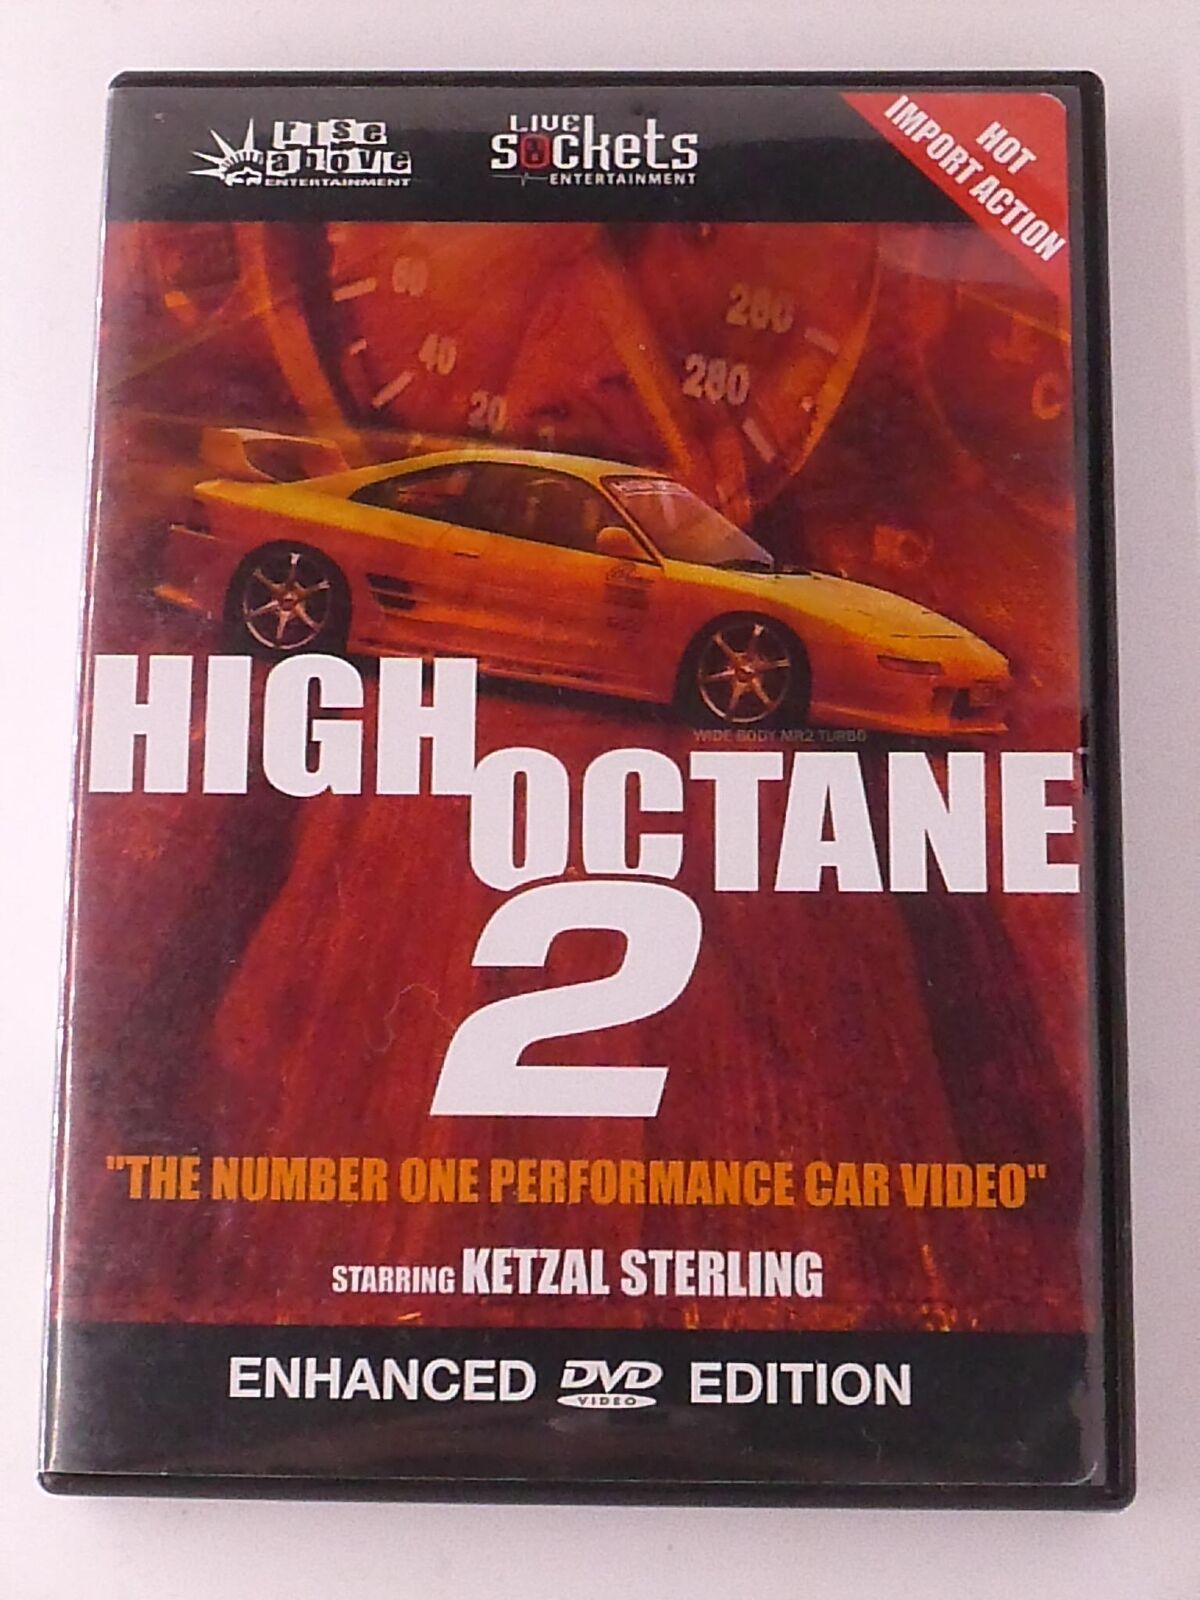 rise
above
ENTERTAINMENT
LIVE
sockets
ENTERTAINMENT
HOT
IMPORT ACTION
60
40
20
260
280
C
WIDE BODY MR2 TURBO
HIGH
OCTANE
2
"THE NUMBER ONE PERFORMANCE CAR VIDEO"
STARRING KETZAL STERLING
ENHANCED DVD VIDEO EDITION